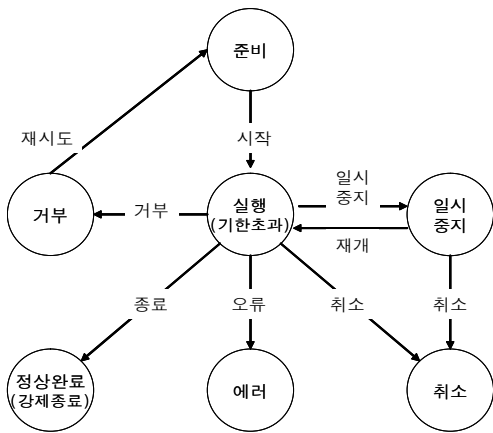 준비
재시도
시작
거부
거부
실행
(기한초과)
일시
중지
재개
일시
중지
종료
오류
취소
취소
정상완료
(강제종료)
에러
취소